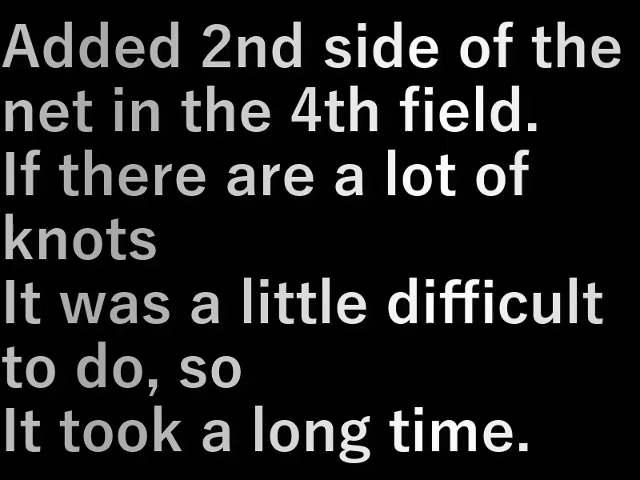 Added 2nd side of the
net in the 4th field.
If there are a lot of
knots
It was a little difficult
to do, so
It took a long time.